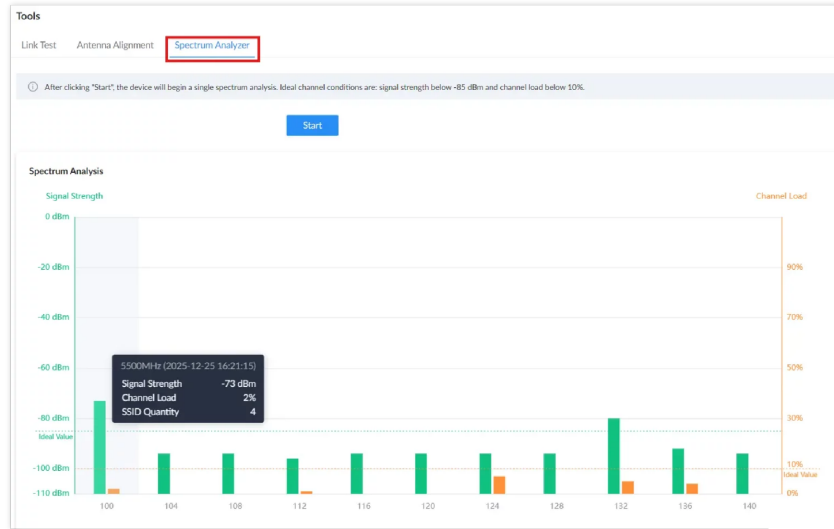 Tools
Link Test Antenna Alignment Spectrum Analyzer
After clicking "Start", the device will begin a single spectrum analysis. Ideal channel conditions are: signal strength below -85 dBm and channel load below 10%.
Start
Spectrum Analysis
Signal Strength Channel Load
0 dBm
-20 dBm 90%
-40 dBm 70%
5500MHz (2025-12-25 16:21:15)
-60 dBm 50%
Signal Strength -73 dBm
Channel Load 2%
SSID Quantity 4
-80 dBm 30%
Ideal Value
-100 dBm 10%
Ideal Value
-110 dBm 0%
100 104 108 112 116 120 124 128 132 136 140